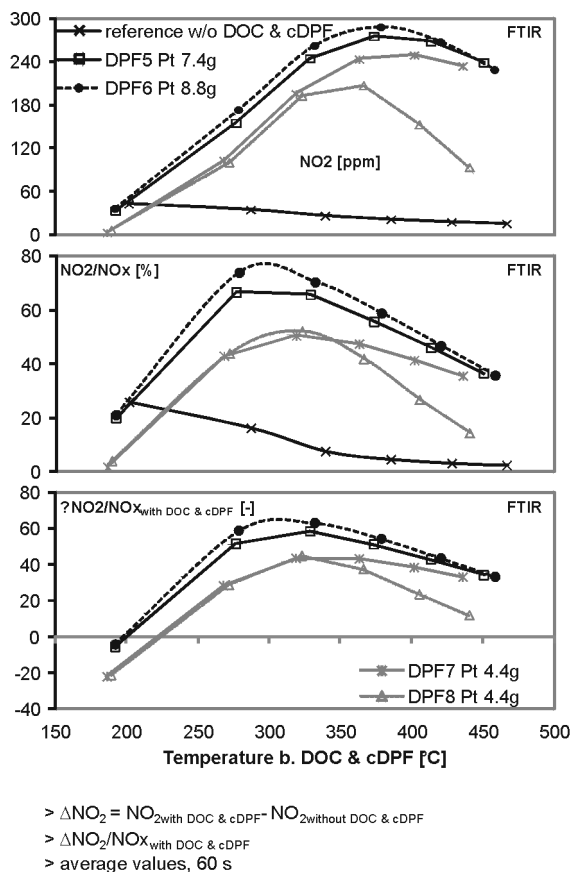 300
240
180
120
60
0
reference w/o DOC & cDPF
DPF5 Pt 7.4g
DPF6 Pt 8.8g
FTIR
NO2 [ppm]
80
60
40
20
0
NO2/NOx [%]
FTIR
80
60
40
20
0
-20
-40
?NO2/NOx with DOC & cDPF [-]
FTIR
DPF7 Pt 4.4g
DPF8 Pt 4.4g
150 200 250 300 350 400 450 500
Temperature b. DOC & cDPF [°C]
> ΔNO2 = NO2with DOC & cDPF- NO2without DOC & cDPF
> ΔNO2/NOxwith DOC & cDPF
> average values, 60 s